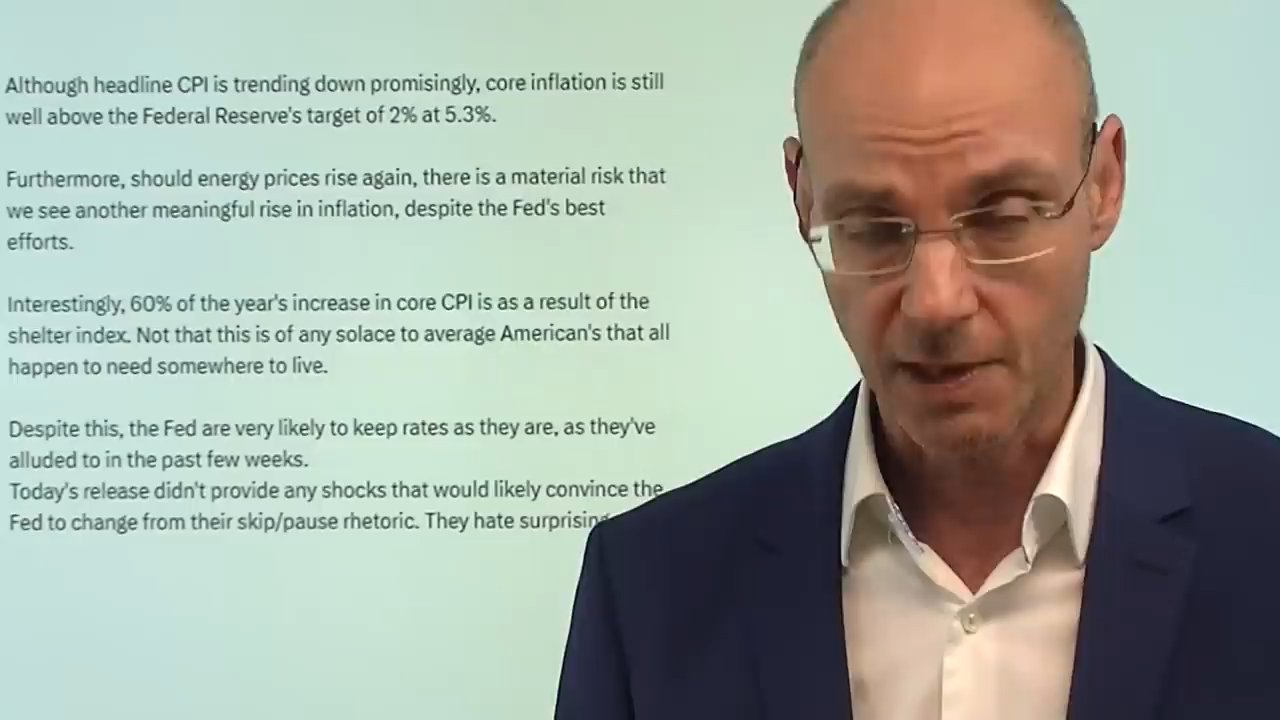 Although headline CPI is trending down promisingly, core inflation is still
well above the Federal Reserve's target of 2% at 5.3%.
Furthermore, should energy prices rise again, there is a material risk that
we see another meaningful rise in inflation, despite the Fed's best
efforts.
Interestingly, 60% of the year's increase in core CPI is as a result of the
shelter index. Not that this is of any solace to average American's that all
happen to need somewhere to live.
Despite this, the Fed are very likely to keep rates as they are, as they've
alluded to in the past few weeks.
Today's release didn't provide any shocks that would likely convince the
Fed to change from their skip/pause rhetoric. They hate surprising